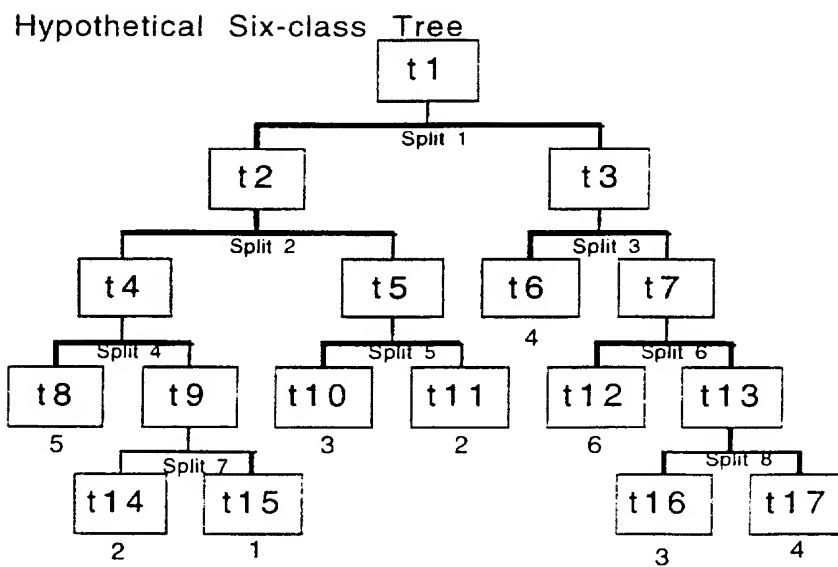 Hypothetical Six-class Tree
t1
Split 1
t2 t3
Split 2 Split 3
t4 t5 t6 t7
4
Split 4 Split 5 Split 6
t8 t9 t10 t11 t12 t13
5 3 2 6
Split 7 Split 8
t14 t15 t16 t17
2 1 3 4